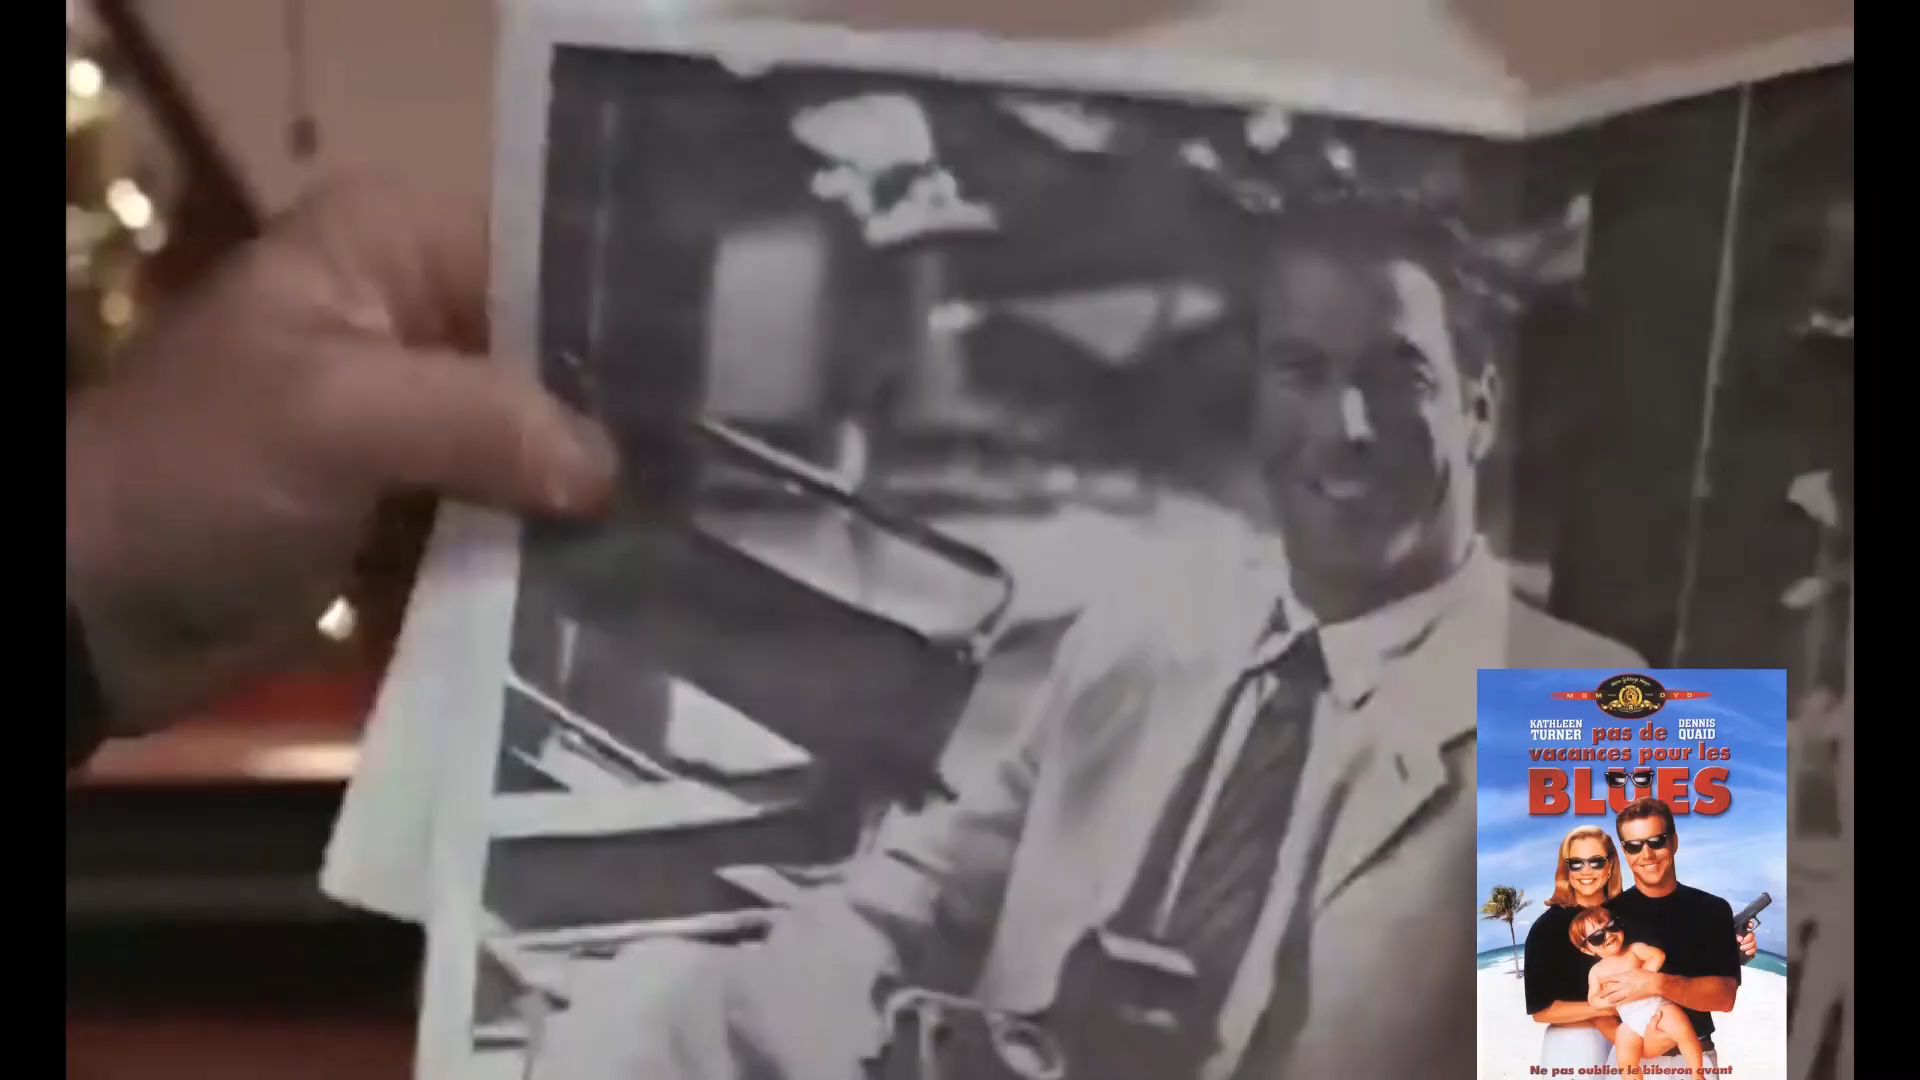 MGM DVD
KATHLEEN TURNER
DENNIS QUAID
pas de
vacances pour les
BLUES
Ne pas oublier le biberon avant